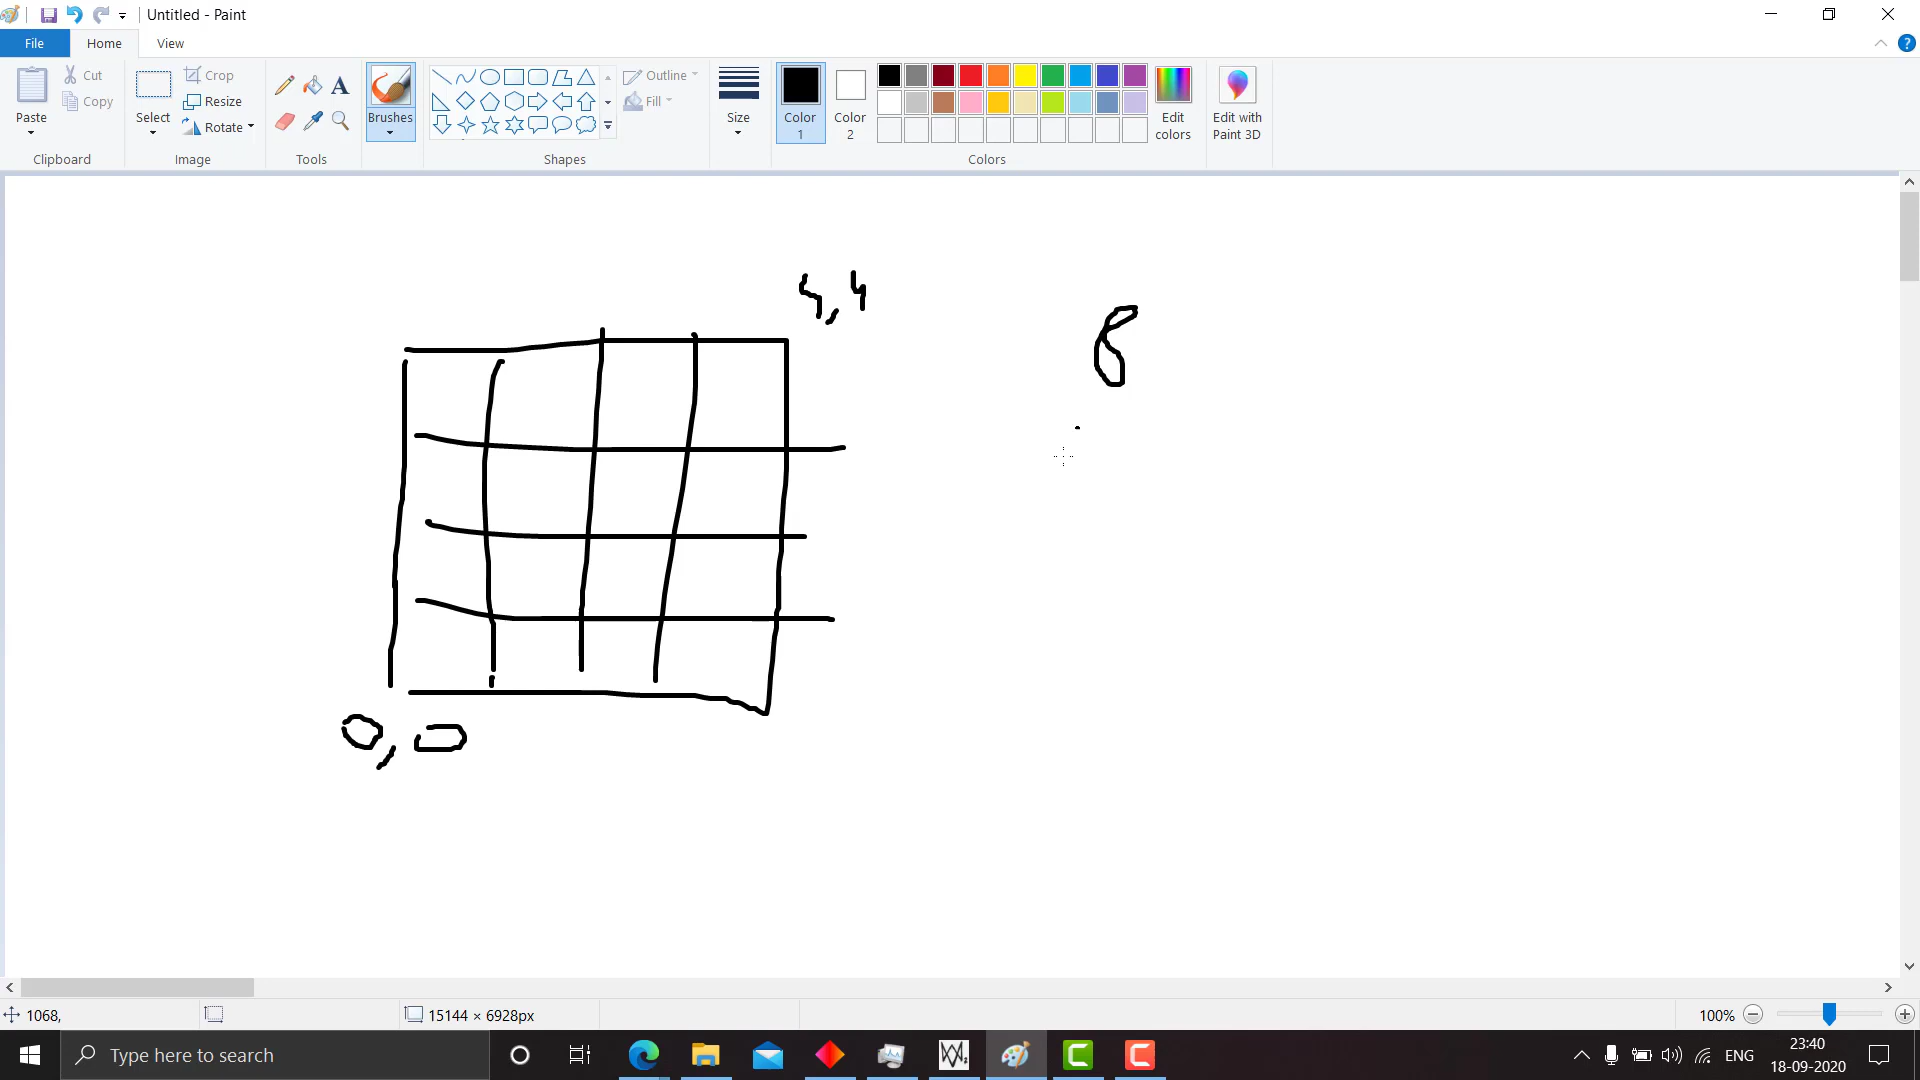 Untitled - Paint
File Home View
Cut
Copy
Paste
Clipboard
Select
Crop
Resize
Rotate
Image
A
Tools
Brushes
Shapes
Outline
Fill
Size
Color 1
Color 2
Colors
Edit colors
Edit with Paint 3D
?
4,4
8
0,0
1068,
15144 × 6928px
100%
Type here to search
ENG
23:40
18-09-2020